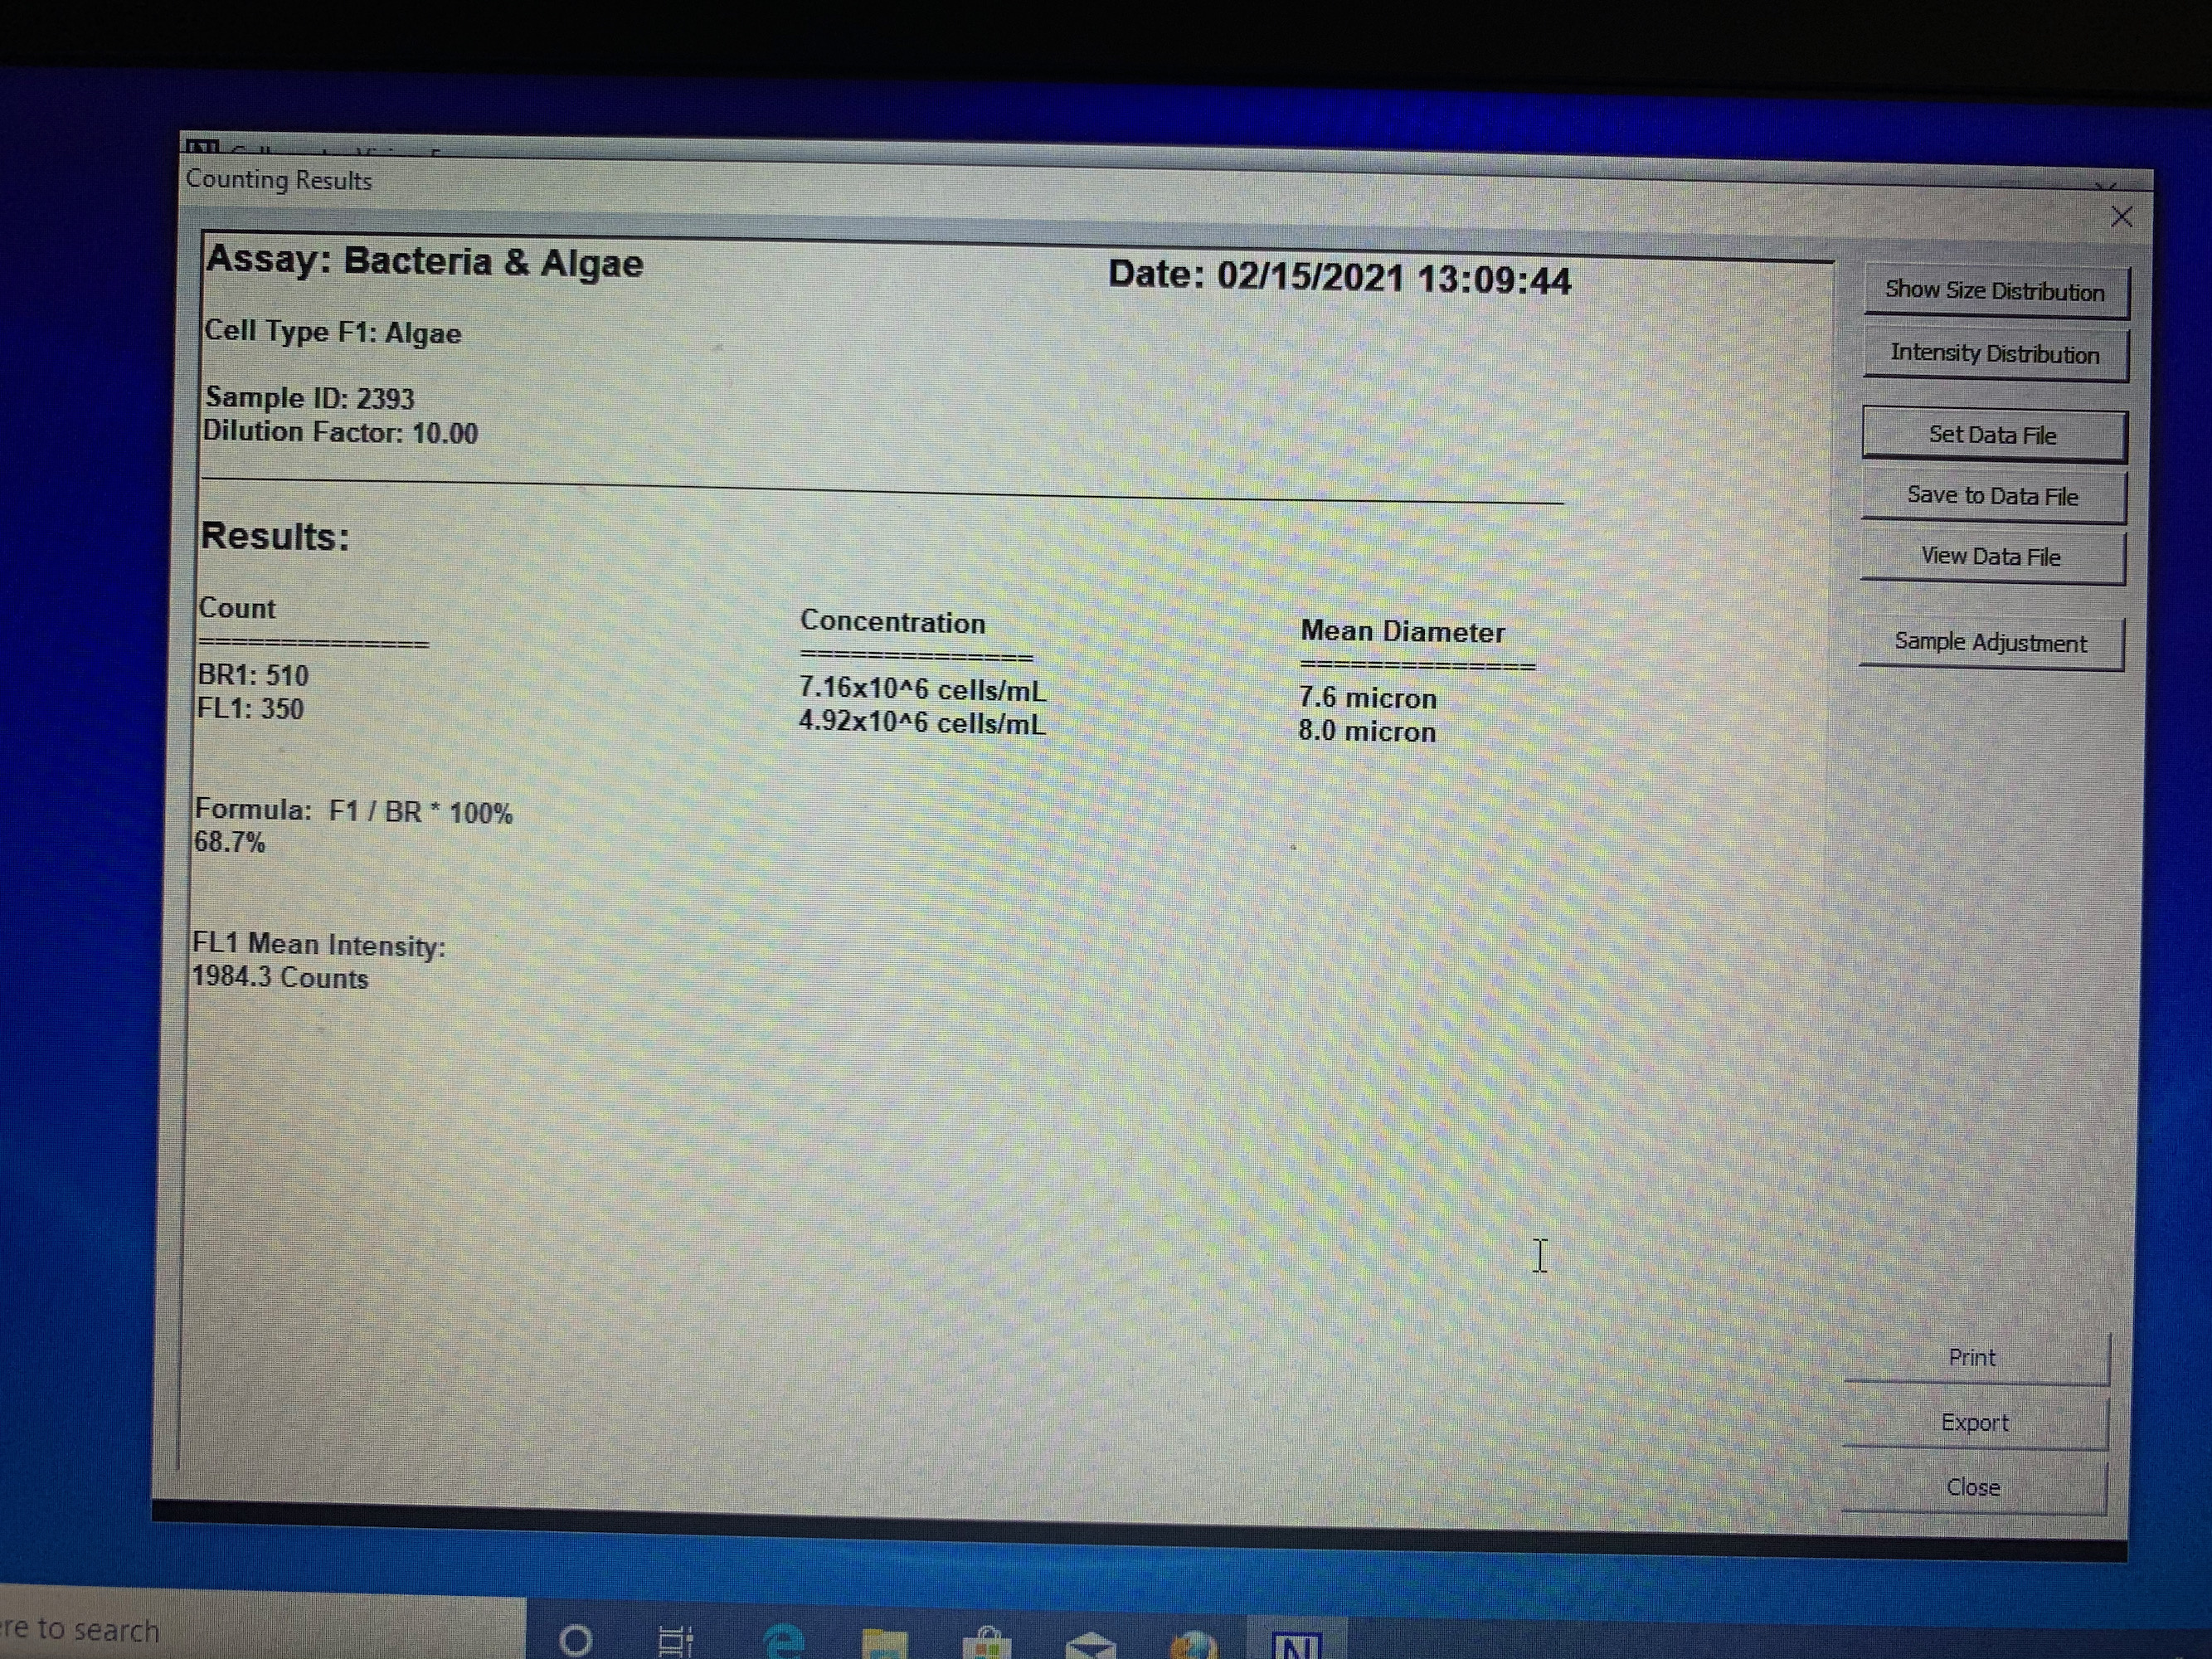 Counting Results
Assay: Bacteria & Algae
Date: 02/15/2021 13:09:44
Cell Type F1: Algae
Sample ID: 2393
Dilution Factor: 10.00
Results:
Count
==============
BR1: 510
FL1: 350
Concentration
==============
7.16x10^6 cells/mL
4.92x10^6 cells/mL
Mean Diameter
==============
7.6 micron
8.0 micron
Formula: F1 / BR * 100%
68.7%
FL1 Mean Intensity:
1984.3 Counts
Show Size Distribution
Intensity Distribution
Set Data File
Save to Data File
View Data File
Sample Adjustment
Print
Export
Close
re to search
N